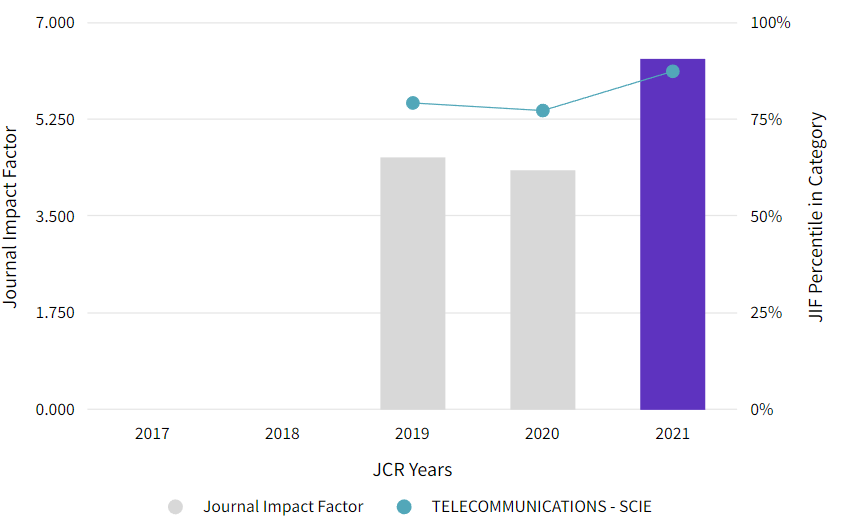 7.000
5.250
3.500
1.750
0.000
Journal Impact Factor
100%
75%
50%
25%
0%
JIF Percentile in Category
2017 2018 2019 2020 2021
JCR Years
Journal Impact Factor TELECOMMUNICATIONS - SCIE